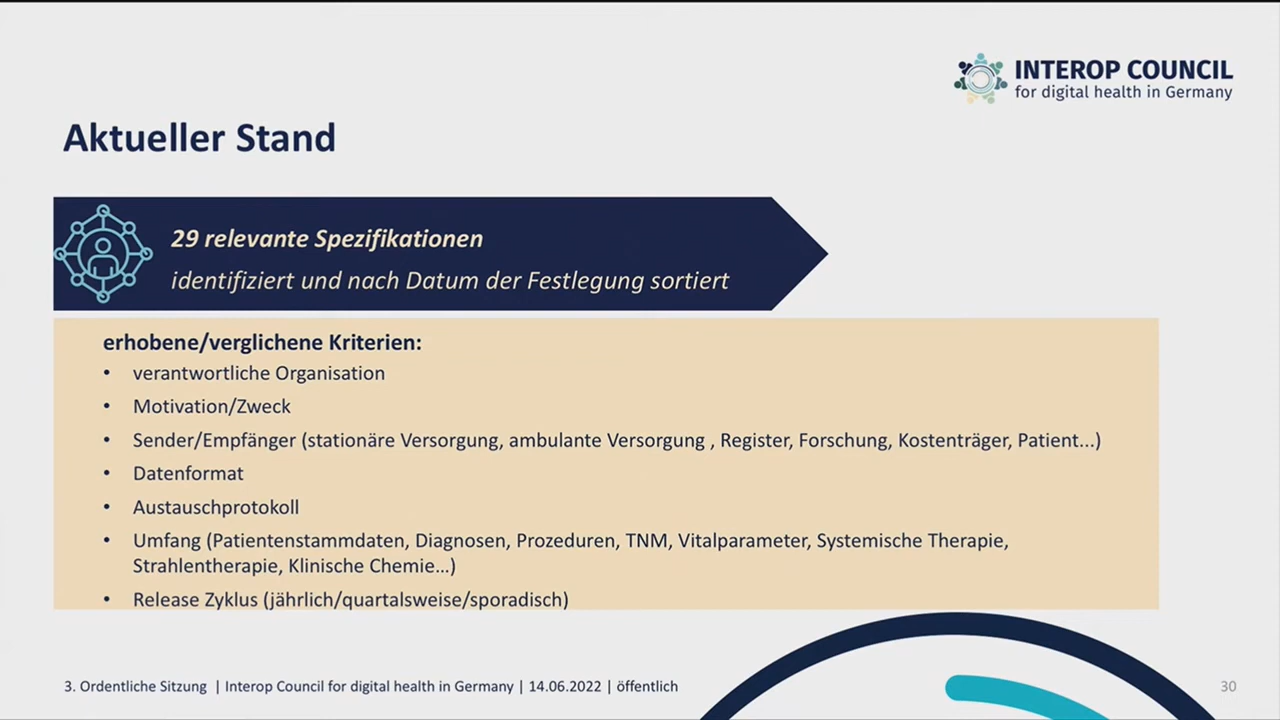 INTEROP COUNCIL
for digital health in Germany
Aktueller Stand
29 relevante Spezifikationen
identifiziert und nach Datum der Festlegung sortiert
erhobene/verglichene Kriterien:
• verantwortliche Organisation
• Motivation/Zweck
• Sender/Empfänger (stationäre Versorgung, ambulante Versorgung , Register, Forschung, Kostenträger, Patient...)
• Datenformat
• Austauschprotokoll
• Umfang (Patientenstammdaten, Diagnosen, Prozeduren, TNM, Vitalparameter, Systemische Therapie,
Strahlentherapie, Klinische Chemie...)
• Release Zyklus (jährlich/quartalsweise/sporadisch)
3. Ordentliche Sitzung | Interop Council for digital health in Germany | 14.06.2022 | öffentlich
30